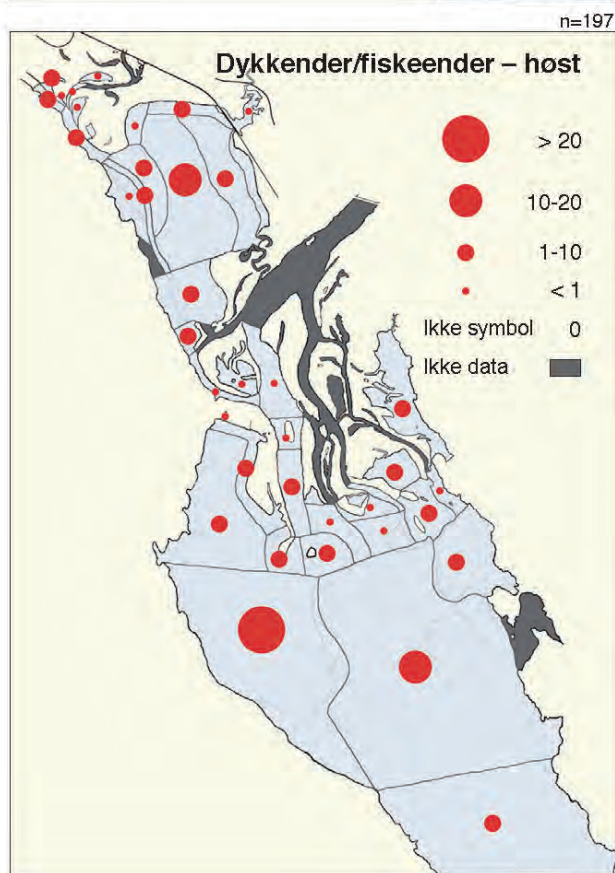 n=197
Dykkender/fiskeender – høst
> 20
10-20
1-10
< 1
Ikke symbol 0
Ikke data